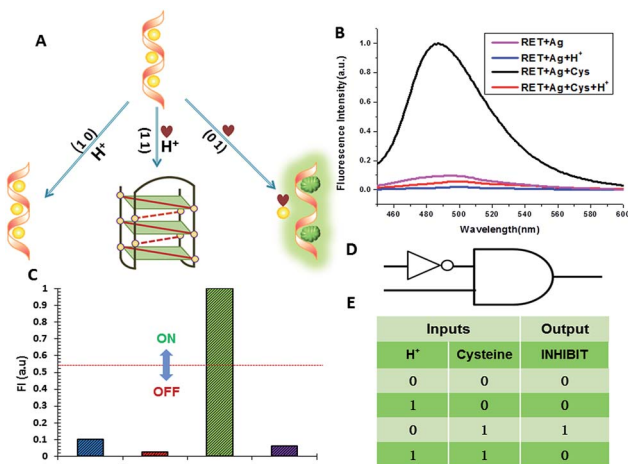 A
(1 0)
H⁺
(1 1)
H⁺
(0 1)
B
Fluorescence Intensity(a.u.)
1.0
0.8
0.6
0.4
0.2
0.0
RET+Ag
RET+Ag+H⁺
RET+Ag+Cys
RET+Ag+Cys+H⁺
460 480 500 520 540 560 580 600
Wavelength(nm)
C
FI (a.u)
1
0.9
0.8
0.7
0.6
0.5
0.4
0.3
0.2
0.1
0
ON
OFF
D
E
Inputs Output
H⁺ Cysteine INHIBIT
0 0 0
1 0 0
0 1 1
1 1 0